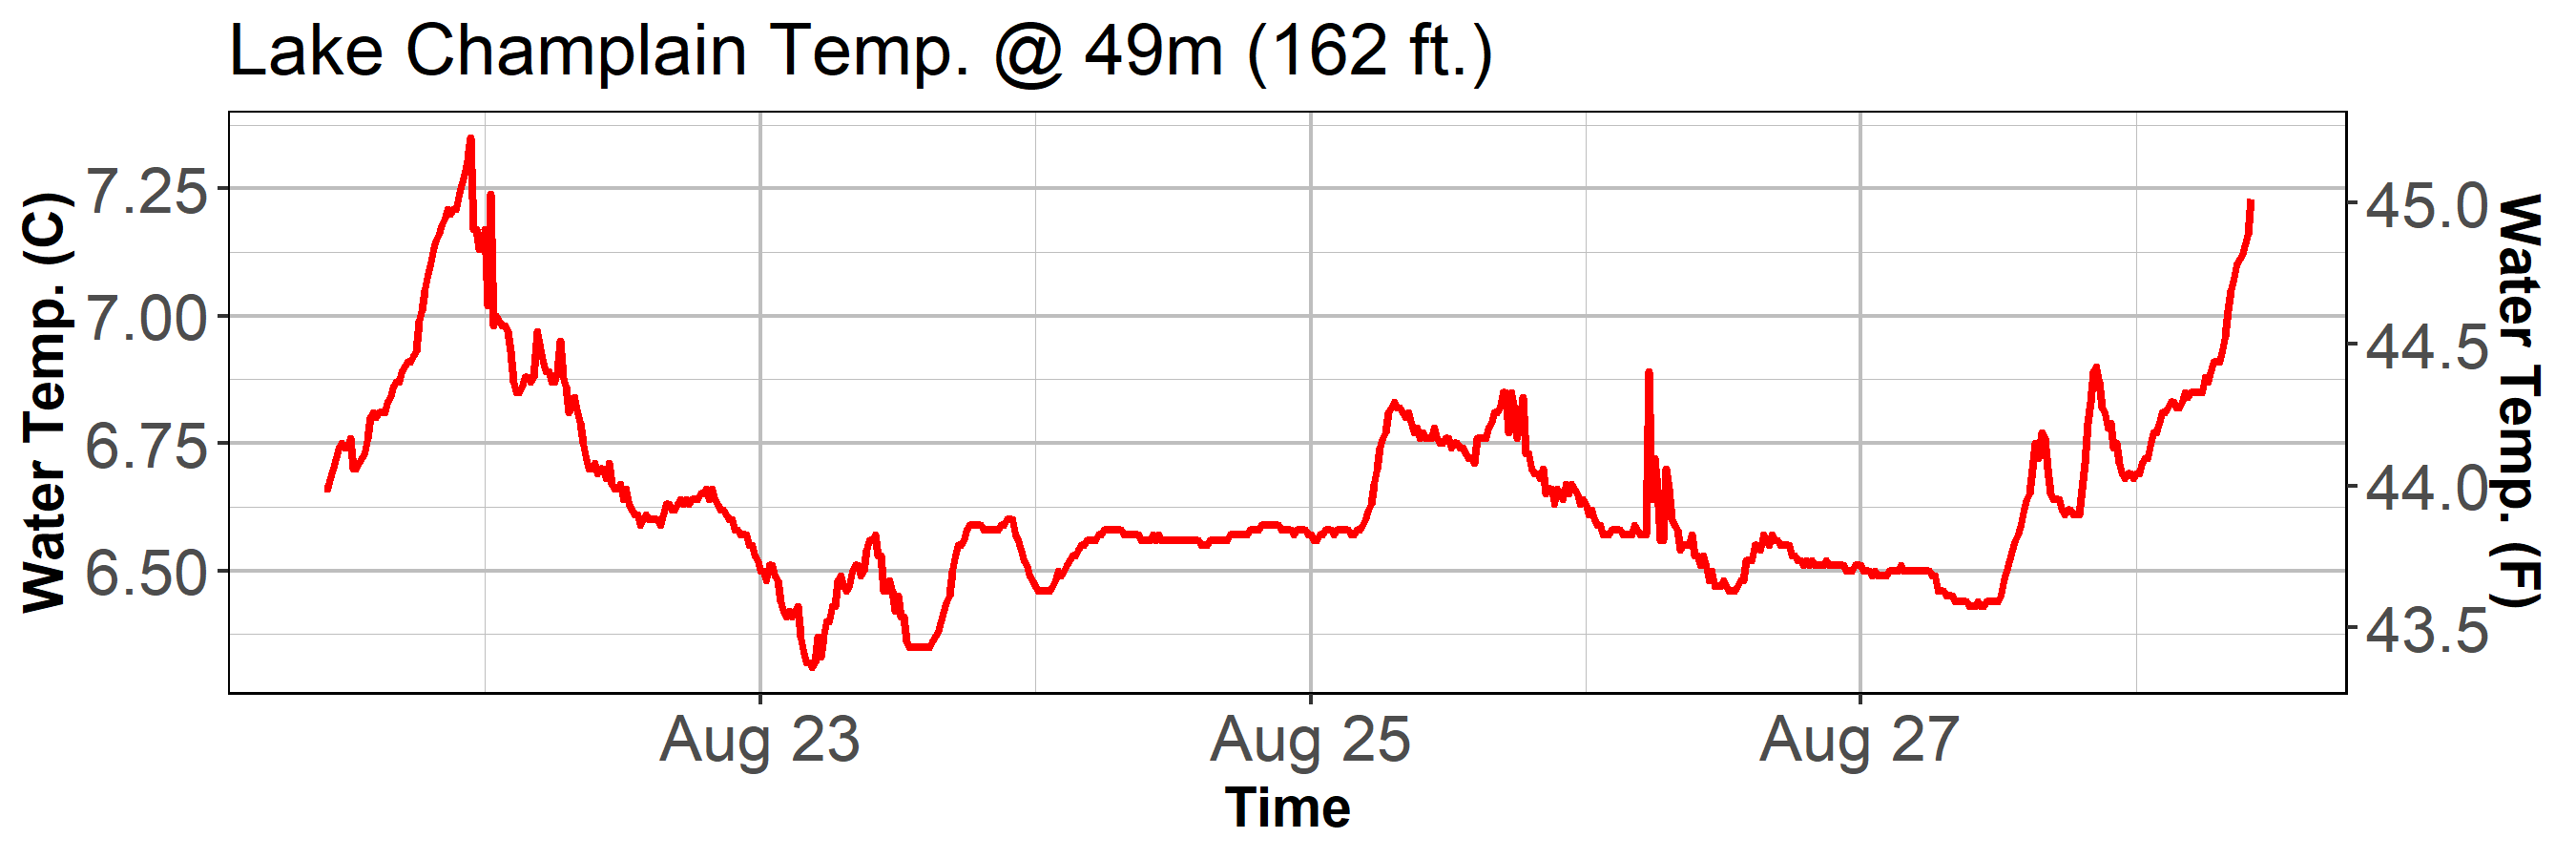 Lake Champlain Temp. @ 49m (162 ft.)
Water Temp. (C)
7.25
7.00
6.75
6.50
45.0
44.5
44.0
43.5
Water Temp. (F)
Aug 23
Aug 25
Aug 27
Time